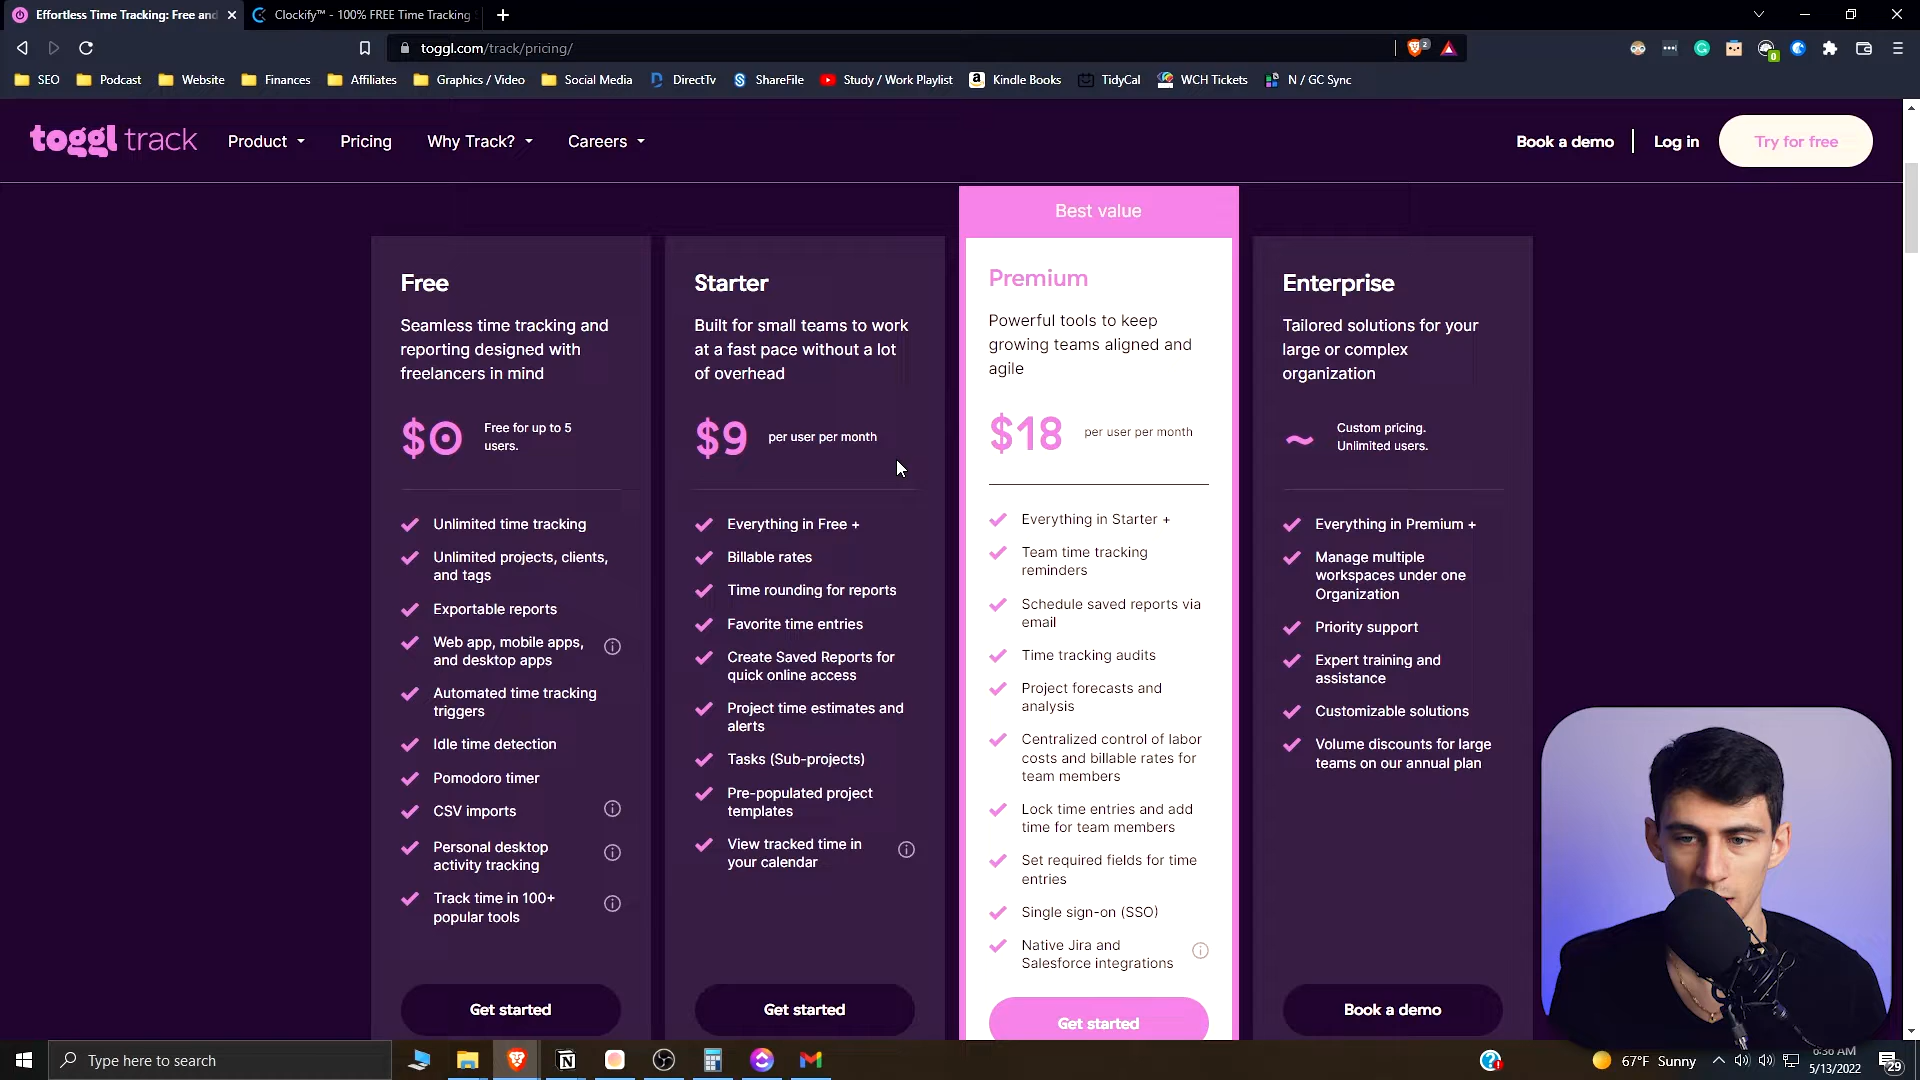 Effortless Time Tracking: Free and
Clockify™ - 100% FREE Time Tracking
toggl.com/track/pricing/
2
0
SEO
Podcast
Website
Finances
Affiliates
Graphics / Video
Social Media
DirectTv
ShareFile
Study / Work Playlist
Kindle Books
TidyCal
WCH Tickets
N / GC Sync
toggl track
Product
Pricing
Why Track?
Careers
Book a demo
Log in
Try for free
Free
Seamless time tracking and
reporting designed with
freelancers in mind
$0
Free for up to 5
users.
Unlimited time tracking
Unlimited projects, clients,
and tags
Exportable reports
Web app, mobile apps,
and desktop apps
Automated time tracking
triggers
Idle time detection
Pomodoro timer
CSV imports
Personal desktop
activity tracking
Track time in 100+
popular tools
Get started
Starter
Built for small teams to work
at a fast pace without a lot
of overhead
$9
per user per month
Everything in Free +
Billable rates
Time rounding for reports
Favorite time entries
Create Saved Reports for
quick online access
Project time estimates and
alerts
Tasks (Sub-projects)
Pre-populated project
templates
View tracked time in
your calendar
Get started
Best value
Premium
Powerful tools to keep
growing teams aligned and
agile
$18
per user per month
Everything in Starter +
Team time tracking
reminders
Schedule saved reports via
email
Time tracking audits
Project forecasts and
analysis
Centralized control of labor
costs and billable rates for
team members
Lock time entries and add
time for team members
Set required fields for time
entries
Single sign-on (SSO)
Native Jira and
Salesforce integrations
Get started
Enterprise
Tailored solutions for your
large or complex
organization
~
Custom pricing.
Unlimited users.
Everything in Premium +
Manage multiple
workspaces under one
Organization
Priority support
Expert training and
assistance
Customizable solutions
Volume discounts for large
teams on our annual plan
Book a demo
Type here to search
67°F Sunny
6:36 AM
5/13/2022
29